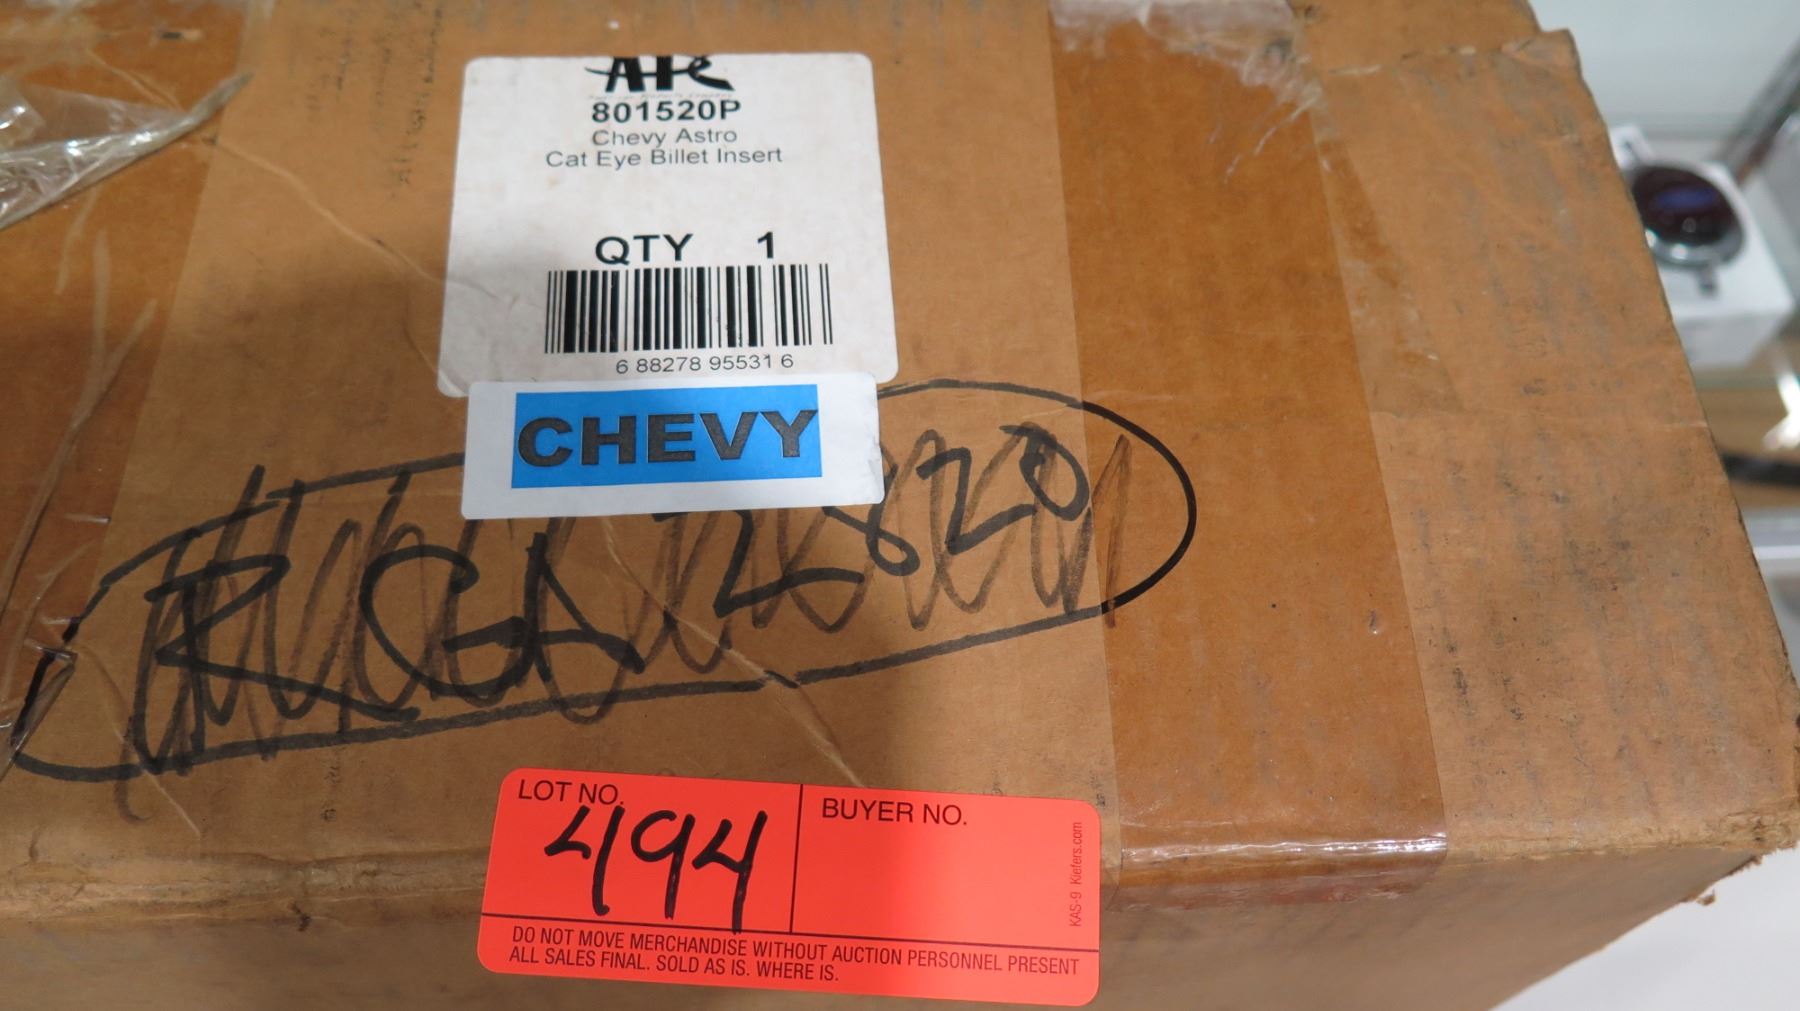 801520P
Chevy Astro
Cat Eye Billet Insert
QTY 1
6 88278 95531 6
CHEVY
RGA 2820
LOT NO.
494
BUYER NO.
KAS-9 Kiefers.com
DO NOT MOVE MERCHANDISE WITHOUT AUCTION PERSONNEL PRESENT
ALL SALES FINAL. SOLD AS IS. WHERE IS.